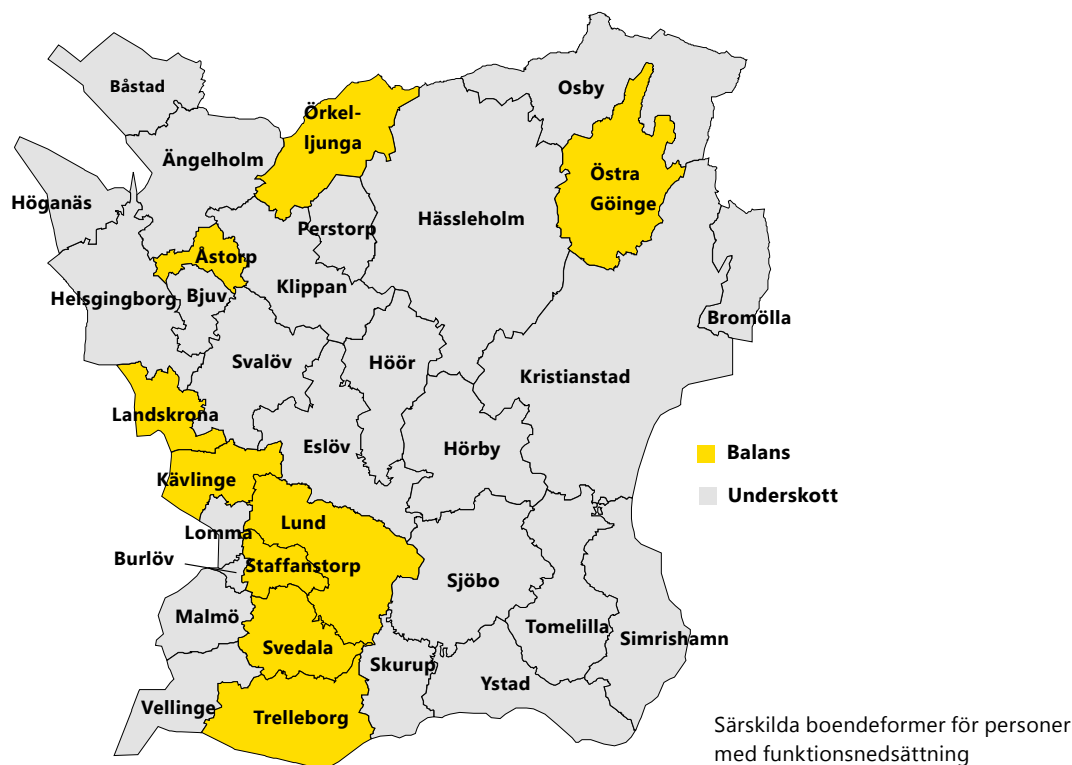 Båstad
Osby
Örkel-
ljunga
Ängelholm
Östra
Göinge
Höganäs
Hässleholm
Perstorp
Åstorp
Klippan
Helsgingborg
Bjuv
Bromölla
Svalöv
Höör
Kristianstad
Landskrona
Eslöv
Hörby
Balans
Kävlinge
Underskott
Lund
Lomma
Burlöv
Staffanstorp
Sjöbo
Malmö
Tomelilla
Simrishamn
Svedala
Skurup
Ystad
Vellinge
Trelleborg
Särskilda boendeformer för personer
med funktionsnedsättning